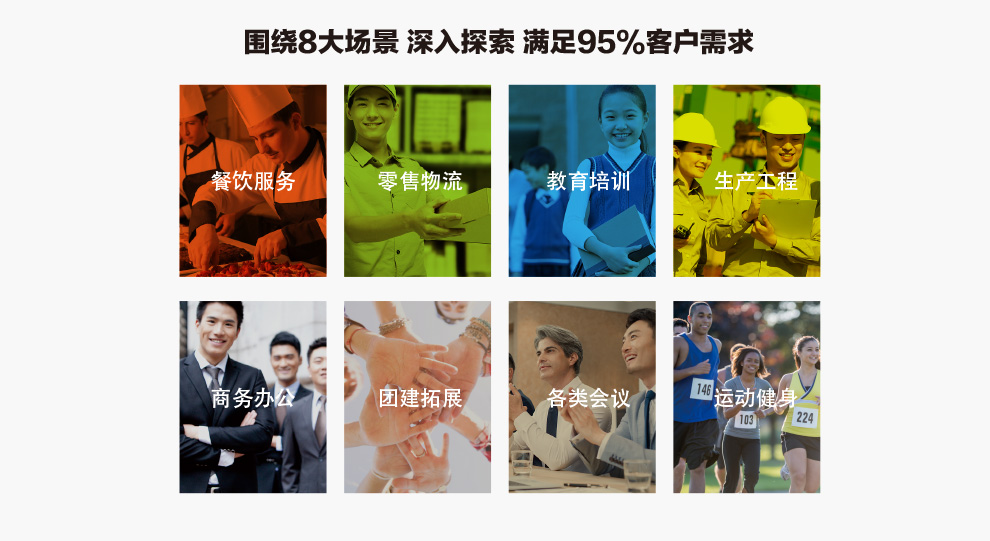 围绕8大场景 深入探索 满足95%客户需求
餐饮服务
零售物流
教育培训
生产工程
商务办公
团建拓展
各类会议
运动健身
146
103
224